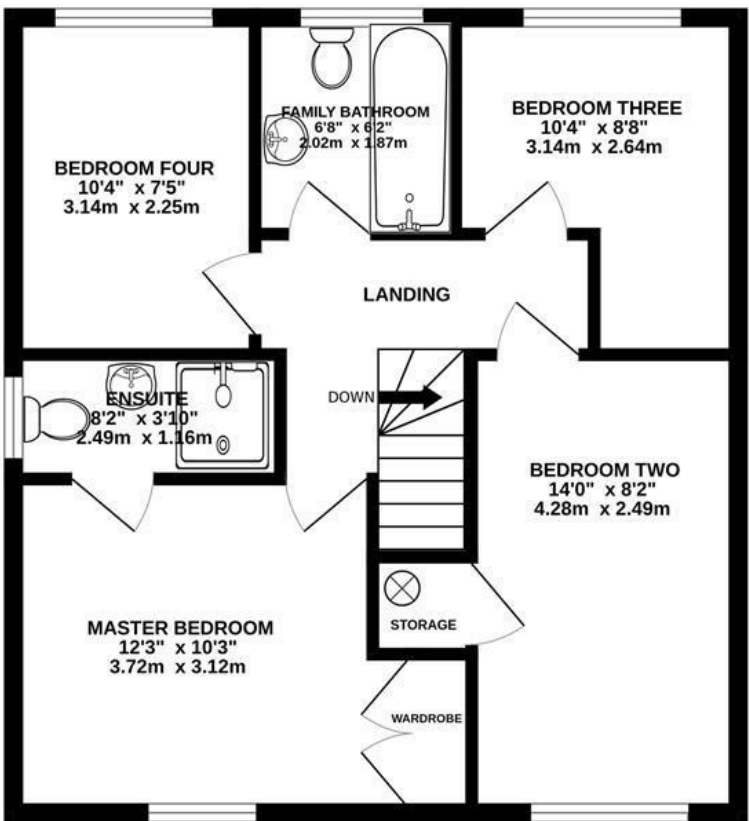 FAMILY BATHROOM
6'8" x 6'2"
2.02m x 1.87m
BEDROOM THREE
10'4" x 8'8"
3.14m x 2.64m
BEDROOM FOUR
10'4" x 7'5"
3.14m x 2.25m
LANDING
ENSUITE
8'2" x 3'10"
2.49m x 1.16m
DOWN
BEDROOM TWO
14'0" x 8'2"
4.28m x 2.49m
MASTER BEDROOM
12'3" x 10'3"
3.72m x 3.12m
STORAGE
WARDROBE